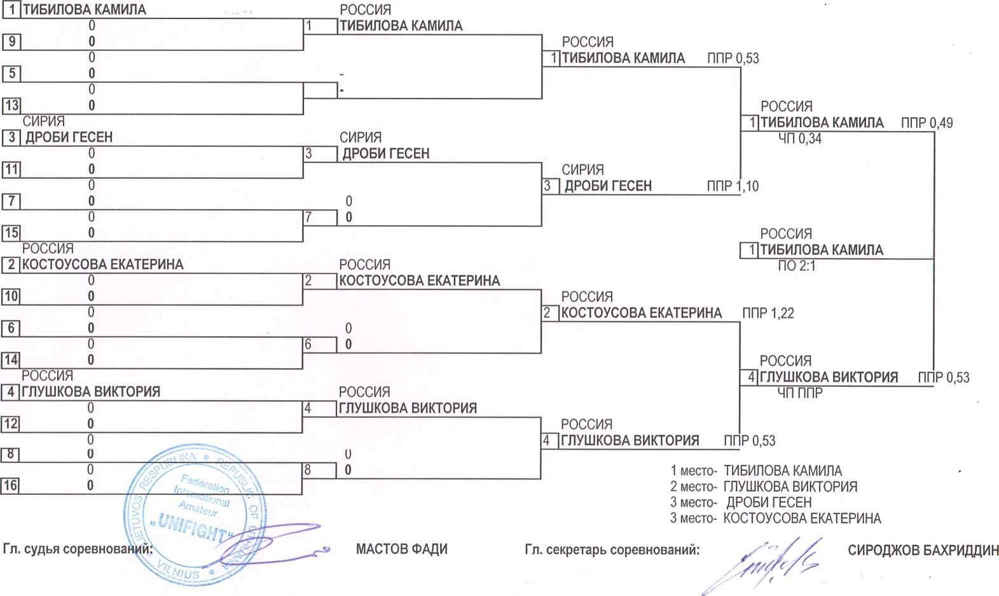 1 ТИБИЛОВА КАМИЛА
0
9 0
0
5 0
0
13 0
СИРИЯ
3 ДРОБИ ГЕСЕН
0
11 0
0
7 0
0
15 0
РОССИЯ
2 КОСТОУСОВА ЕКАТЕРИНА
0
10 0
0
6 0
0
14 0
РОССИЯ
4 ГЛУШКОВА ВИКТОРИЯ
0
12 0
0
8 0
0
16 0
РОССИЯ
1 ТИБИЛОВА КАМИЛА
-
-
СИРИЯ
3 ДРОБИ ГЕСЕН
0
7 0
РОССИЯ
2 КОСТОУСОВА ЕКАТЕРИНА
0
6 0
РОССИЯ
4 ГЛУШКОВА ВИКТОРИЯ
0
8 0
РОССИЯ
1 ТИБИЛОВА КАМИЛА ППР 0,53
СИРИЯ
3 ДРОБИ ГЕСЕН ППР 1,10
РОССИЯ
2 КОСТОУСОВА ЕКАТЕРИНА ППР 1,22
РОССИЯ
4 ГЛУШКОВА ВИКТОРИЯ ППР 0,53
РОССИЯ
1 ТИБИЛОВА КАМИЛА ППР 0,49
ЧП 0,34
РОССИЯ
1 ТИБИЛОВА КАМИЛА
ПО 2:1
РОССИЯ
4 ГЛУШКОВА ВИКТОРИЯ ППР 0,53
ЧП ППР
1 место- ТИБИЛОВА КАМИЛА
2 место- ГЛУШКОВА ВИКТОРИЯ
3 место- ДРОБИ ГЕСЕН
3 место- КОСТОУСОВА ЕКАТЕРИНА
LIETUVOS RESPUBLIKA * REPUBLIC OF LITHUANIA * VILNIUS *
Federation
International
Amateur
„UNIFIGHT“
Гл. судья соревнований: МАСТОВ ФАДИ Гл. секретарь соревнований: СИРОДЖОВ БАХРИДДИН